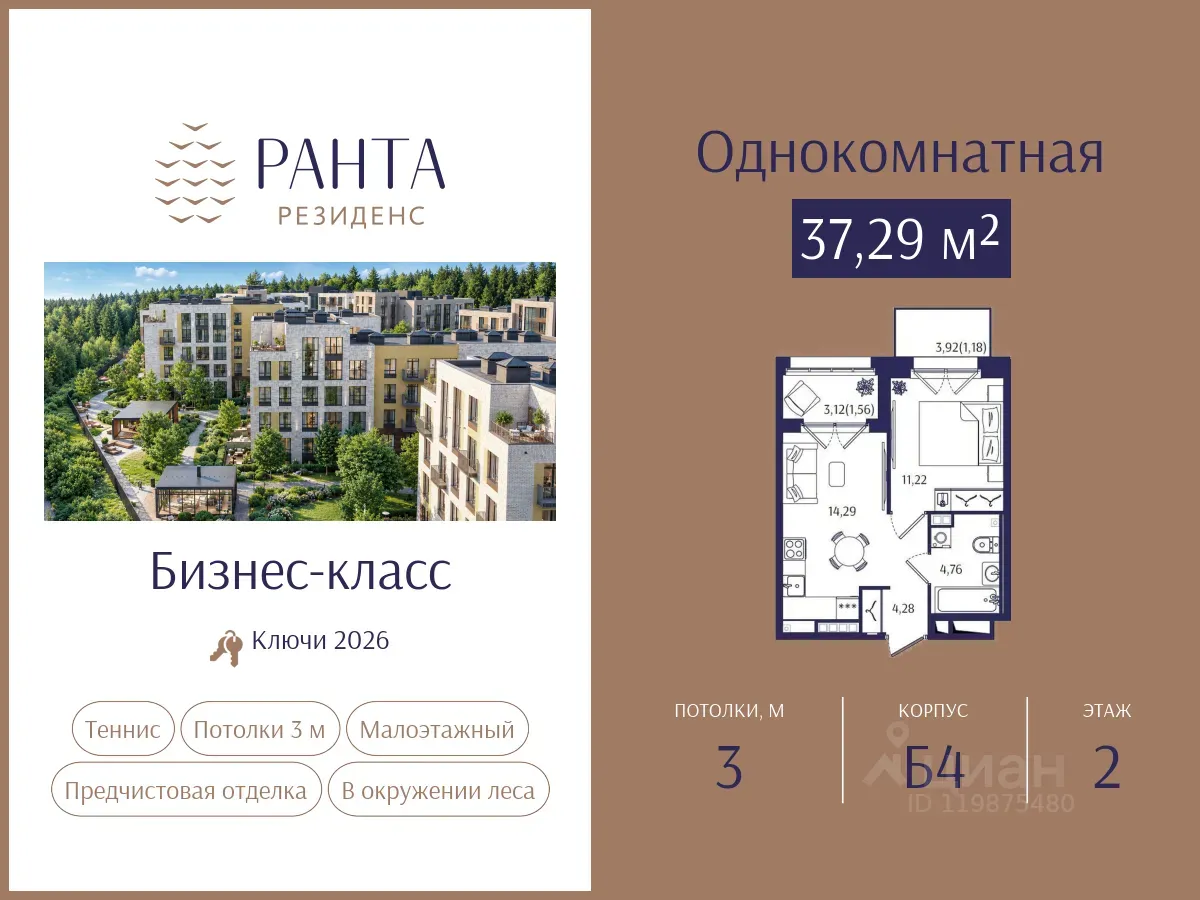 РАНТА
РЕЗИДЕНС
Бизнес-класс
Ключи 2026
Теннис
Потолки 3 м
Малоэтажный
Предчистовая отделка
В окружении леса
Однокомнатная
37,29 м²
3,92(1,18)
3,12(1,56)
11,22
14,29
4,76
4,28
***
ПОТОЛКИ, М
3
КОРПУС
Б4
ЭТАЖ
2
циан
ID 119875480